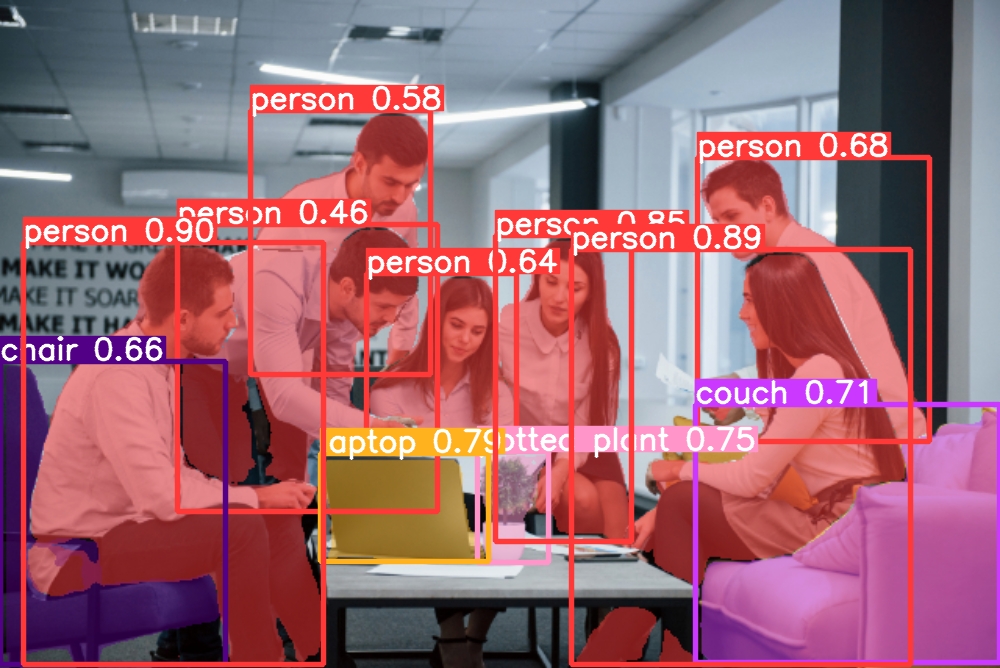 person 0.58
person 0.68
person 0.46
person 0.90
person 0.85
person 0.89
person 0.64
MAKE IT WO
MAKE IT SOAR
MAKE IT HA
chair 0.66
couch 0.71
aptop 0.79
otted plant 0.75